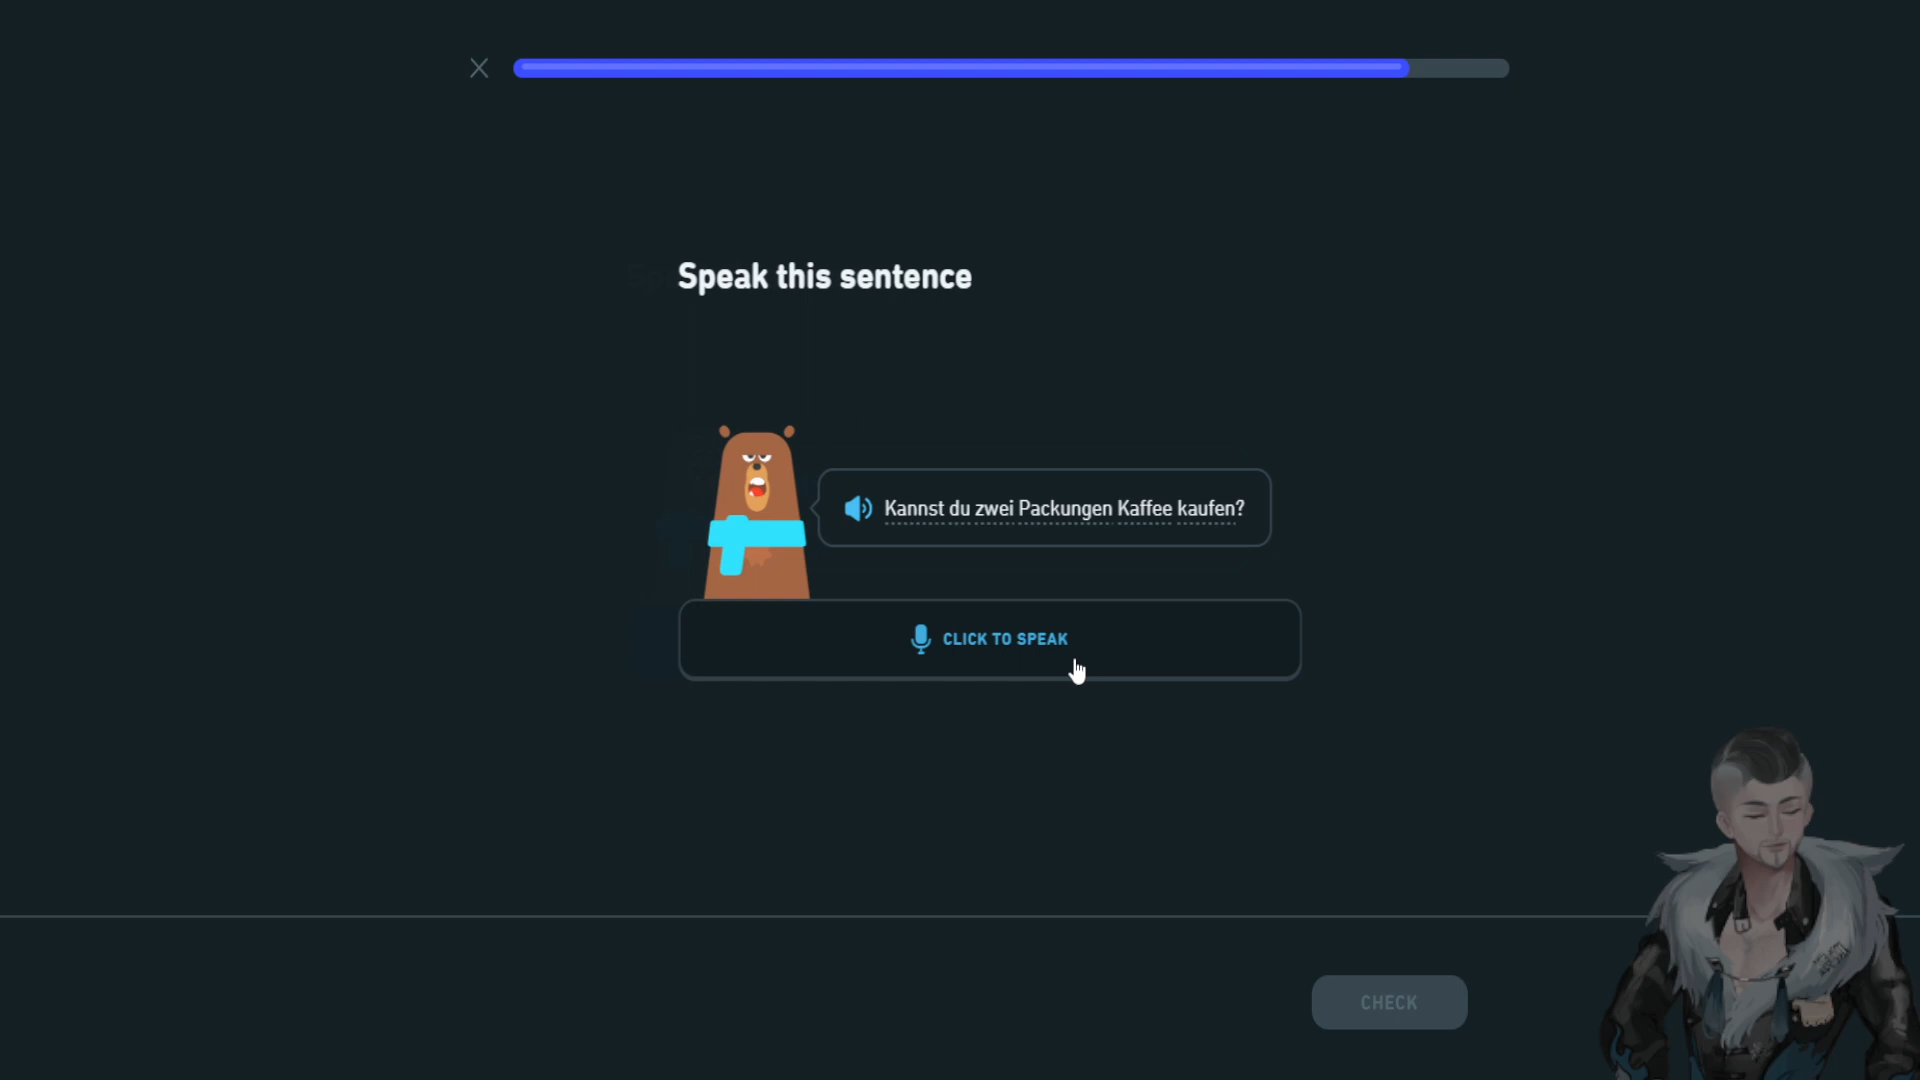 Speak this sentence
Kannst du zwei Packungen Kaffee kaufen?
CLICK TO SPEAK
CHECK